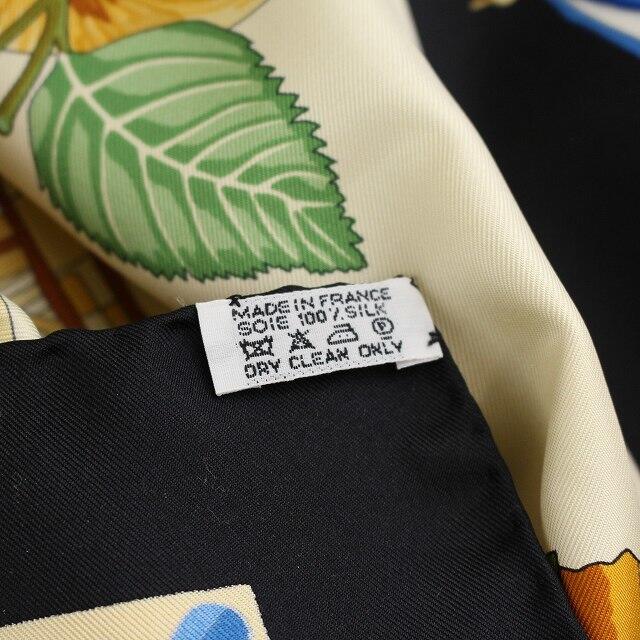 MADE IN FRANCE
SOIE 100% SILK
P
DRY CLEAN ONLY